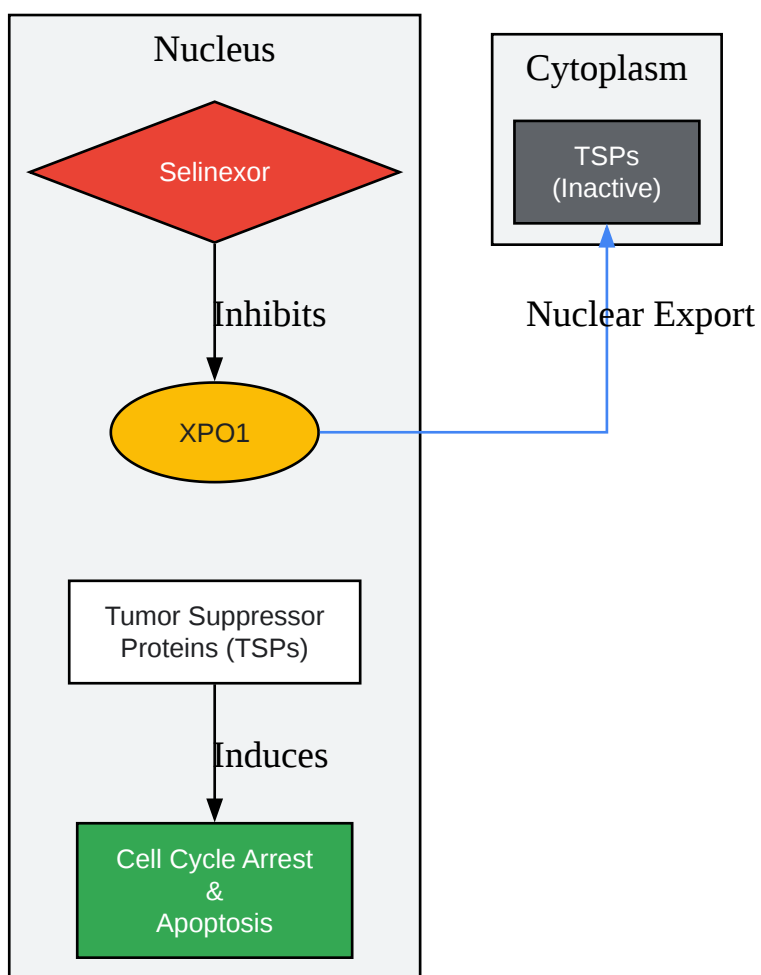 Nucleus
Selinexor
Inhibits
XPO1
Tumor Suppressor
Proteins (TSPs)
Induces
Cell Cycle Arrest
&
Apoptosis
Cytoplasm
TSPs
(Inactive)
Nuclear Export